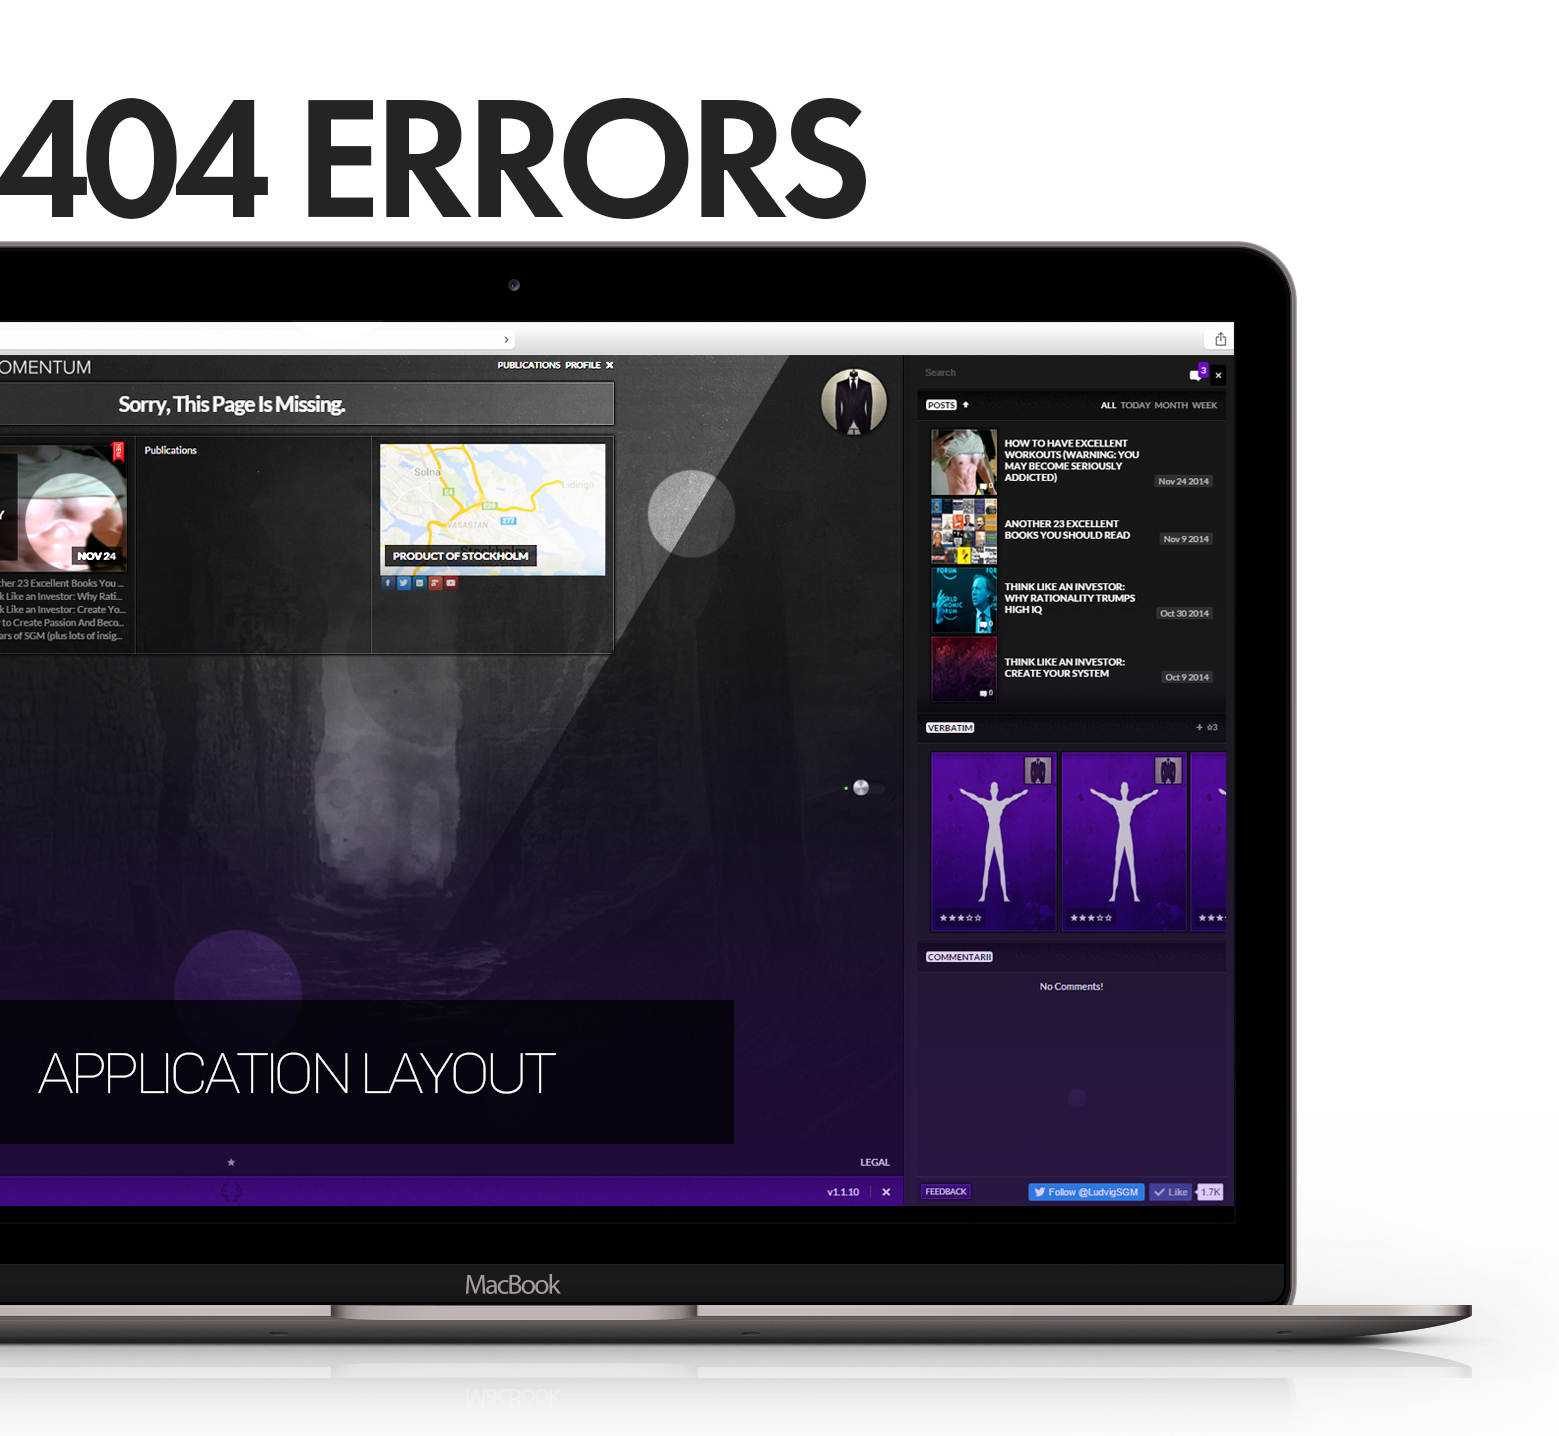 404 ERRORS
OMENTUM
PUBLICATIONS PROFILE
Sorry, This Page Is Missing.
NEW
Y
NOV 24
her 23 Excellent Books You ...
k Like an Investor: Why Rati...
k Like an Investor: Create Yo...
to Create Passion And Beco...
ars of SGM (plus lots of insig...
Publications
Solna
Lidingo
VASASTAN
277
PRODUCT OF STOCKHOLM
Search
3
POSTS
ALL TODAY MONTH WEEK
HOW TO HAVE EXCELLENT
WORKOUTS (WARNING: YOU
MAY BECOME SERIOUSLY
ADDICTED)
Nov 24 2014
0
ANOTHER 23 EXCELLENT
BOOKS YOU SHOULD READ
Nov 9 2014
THINK LIKE AN INVESTOR:
WHY RATIONALITY TRUMPS
HIGH IQ
Oct 30 2014
0
THINK LIKE AN INVESTOR:
CREATE YOUR SYSTEM
Oct 9 2014
0
VERBATIM
+ ☆3
COMMENTARII
No Comments!
APPLICATION LAYOUT
LEGAL
v1.1.10
FEEDBACK
Follow @LudvigSGM
Like
1.7K
MacBook